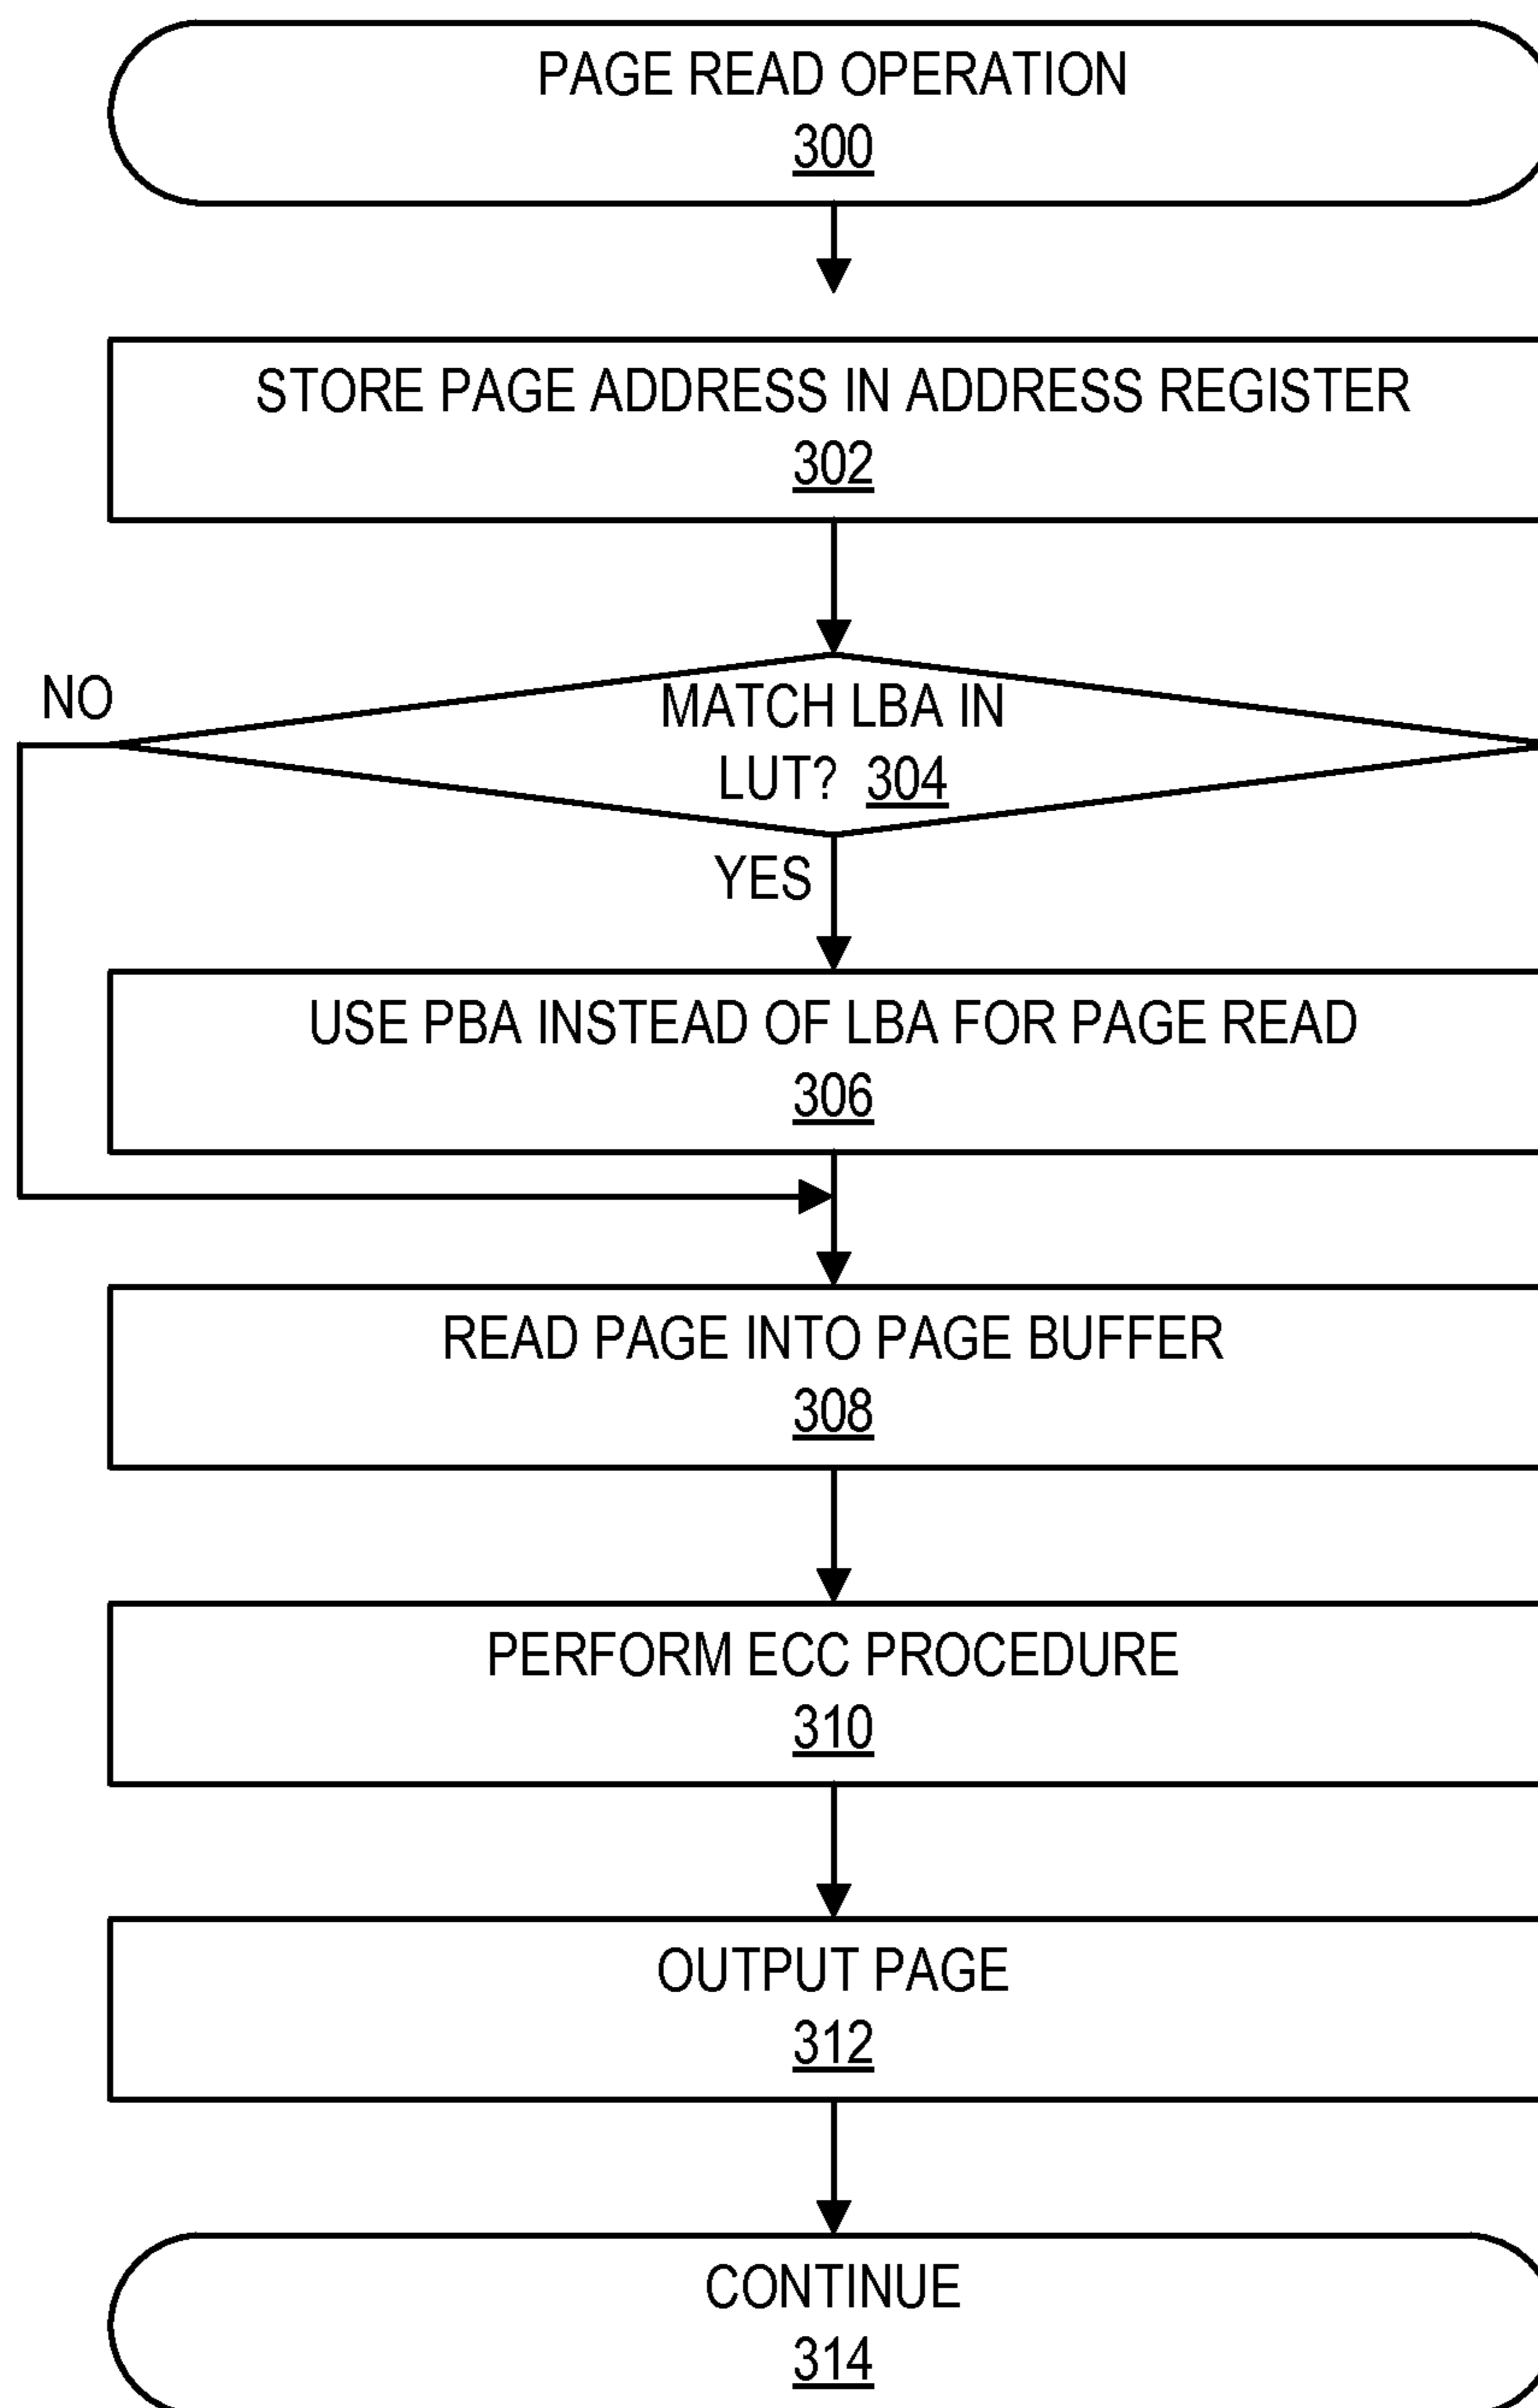 PAGE READ OPERATION
300
STORE PAGE ADDRESS IN ADDRESS REGISTER
302
NO
MATCH LBA IN
LUT? 304
YES
USE PBA INSTEAD OF LBA FOR PAGE READ
306
READ PAGE INTO PAGE BUFFER
308
PERFORM ECC PROCEDURE
310
OUTPUT PAGE
312
CONTINUE
314